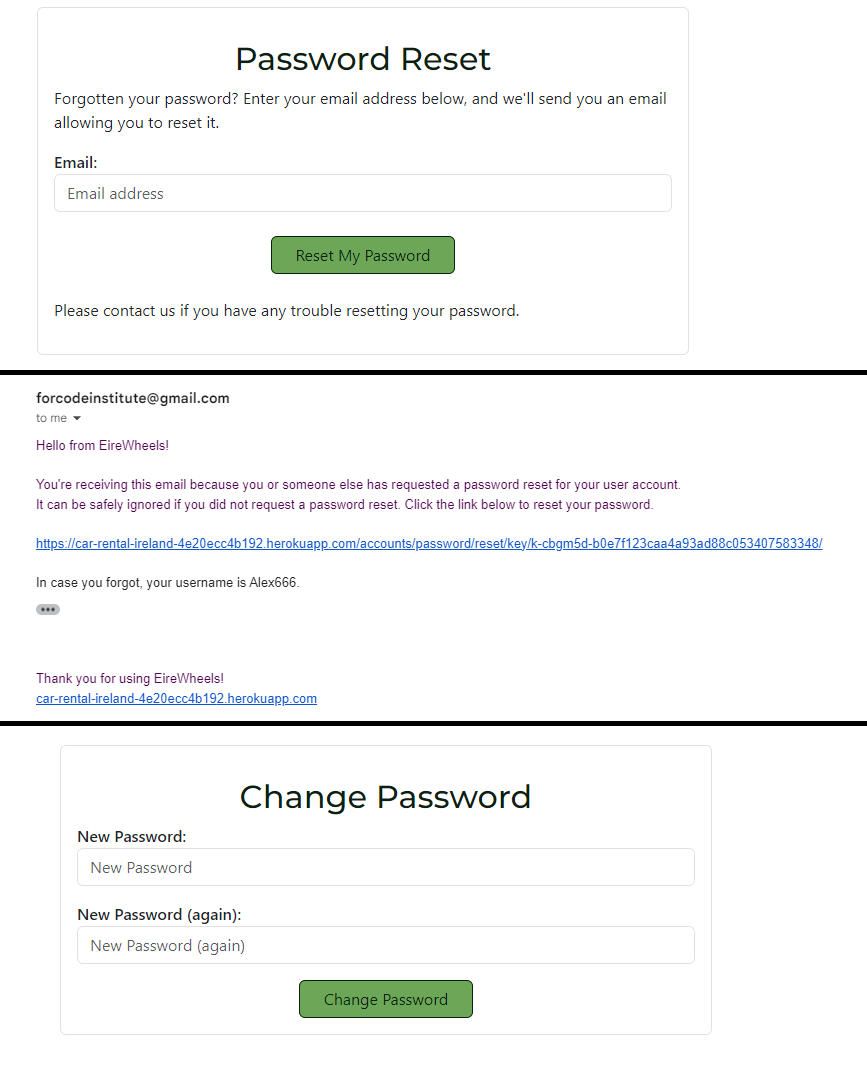 Password Reset
Forgotten your password? Enter your email address below, and we'll send you an email
allowing you to reset it.
Email:
Email address
Reset My Password
Please contact us if you have any trouble resetting your password.
forcodeinstitute@gmail.com
to me
Hello from EireWheels!
You're receiving this email because you or someone else has requested a password reset for your user account.
It can be safely ignored if you did not request a password reset. Click the link below to reset your password.
https://car-rental-ireland-4e20ecc4b192.herokuapp.com/accounts/password/reset/key/k-cbgm5d-b0e7f123caa4a93ad88c053407583348/
In case you forgot, your username is Alex666.
Thank you for using EireWheels!
car-rental-ireland-4e20ecc4b192.herokuapp.com
Change Password
New Password:
New Password
New Password (again):
New Password (again)
Change Password